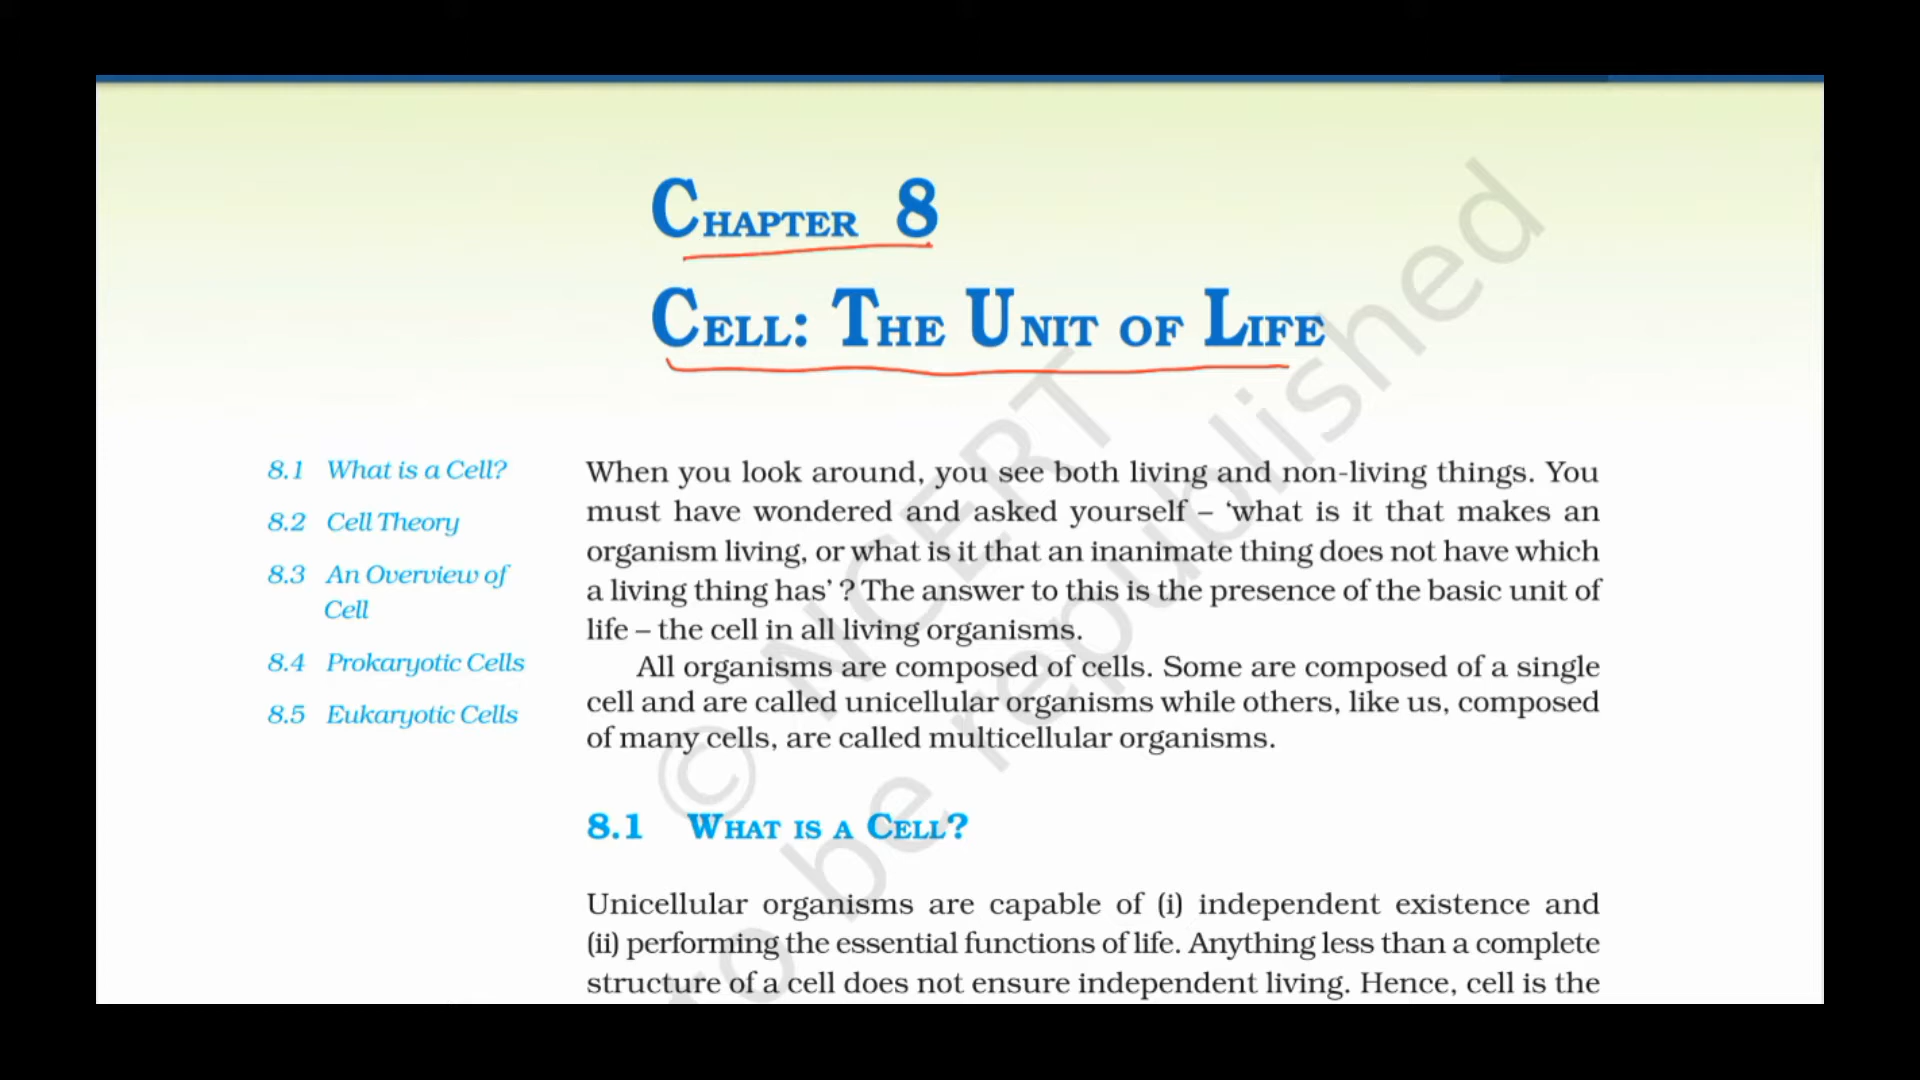 CHAPTER 8
CELL: THE UNIT OF LIFE
8.1 What is a Cell?
8.2 Cell Theory
8.3 An Overview of
Cell
8.4 Prokaryotic Cells
8.5 Eukaryotic Cells
When you look around, you see both living and non-living things. You
must have wondered and asked yourself – ‘what is it that makes an
organism living, or what is it that an inanimate thing does not have which
a living thing has’ ? The answer to this is the presence of the basic unit of
life – the cell in all living organisms.
All organisms are composed of cells. Some are composed of a single
cell and are called unicellular organisms while others, like us, composed
of many cells, are called multicellular organisms.
8.1 WHAT IS A CELL?
Unicellular organisms are capable of (i) independent existence and
(ii) performing the essential functions of life. Anything less than a complete
structure of a cell does not ensure independent living. Hence, cell is the
© NCERT
to be republished